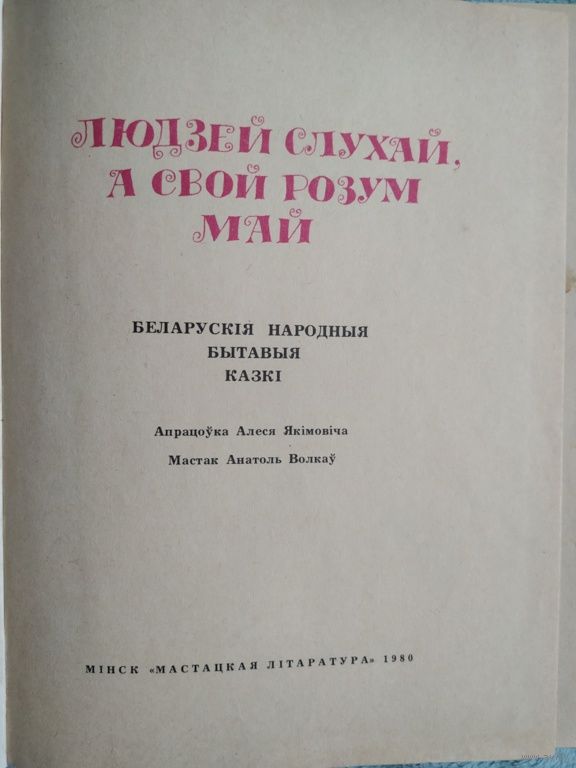 ЛЮДЗЕЙ СЛУХАЙ,
А СВОЙ РОЗУМ
МАЙ
БЕЛАРУСКІЯ НАРОДНЫЯ
БЫТАВЫЯ
КАЗКІ
Апрацоўка Алеся Якімовіча
Мастак Анатоль Волкаў
МІНСК «МАСТАЦКАЯ ЛІТАРАТУРА» 1980